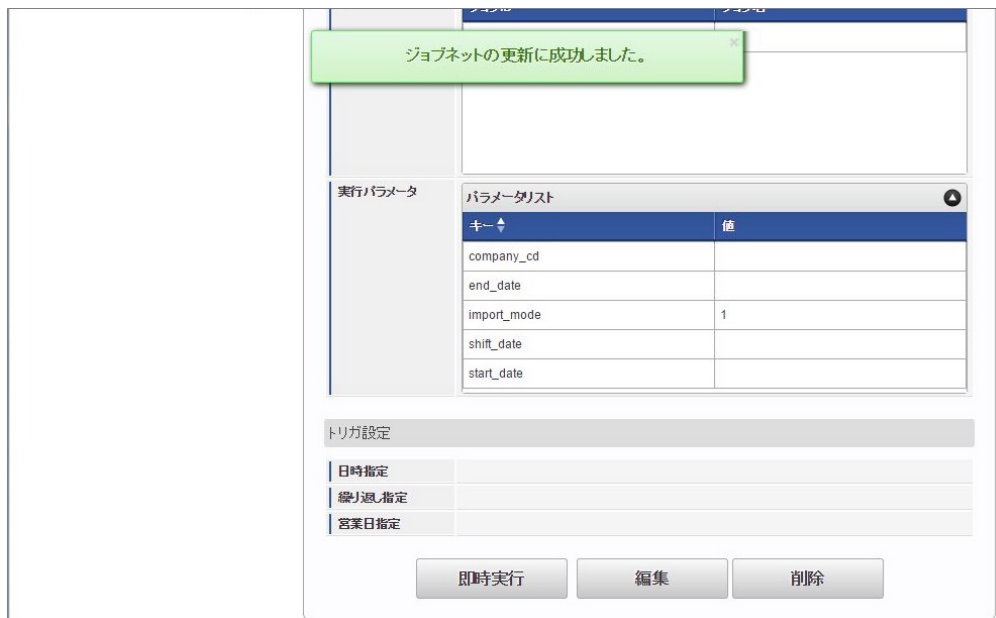 ジョブネットの更新に成功しました。
×
実行パラメータ
パラメータリスト
キー 値
company_cd
end_date
import_mode 1
shift_date
start_date
トリガ設定
日時指定
繰り返し指定
営業日指定
即時実行 編集 削除